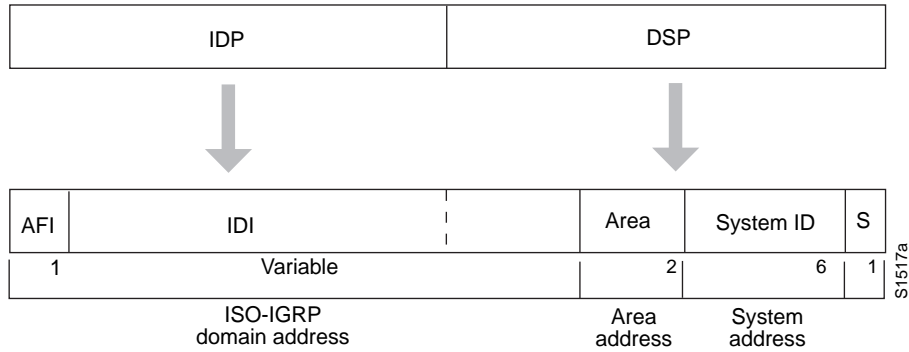 IDP DSP
AFI IDI Area System ID S
1 Variable 2 6 1
ISO-IGRP
domain address
Area
address
System
address
S1517a